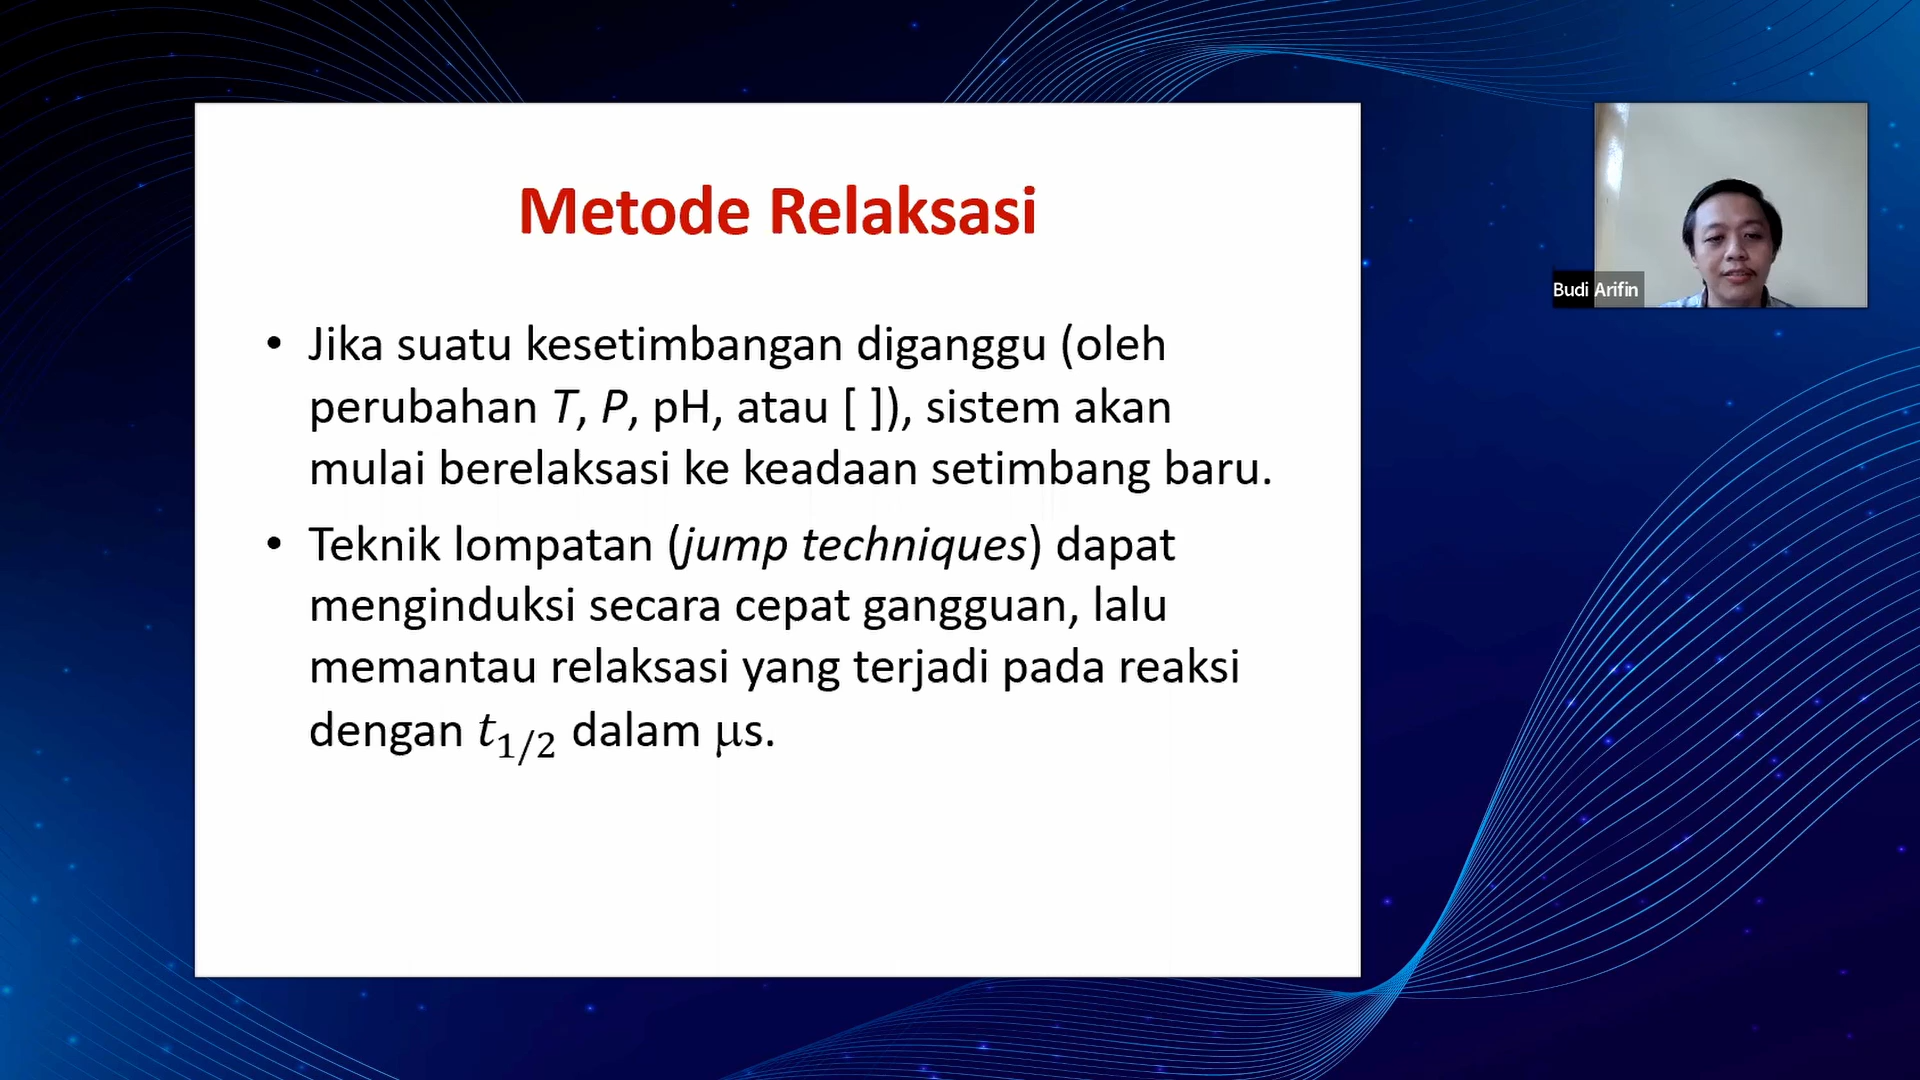 Metode Relaksasi
• Jika suatu kesetimbangan diganggu (oleh
perubahan T, P, pH, atau [ ]), sistem akan
mulai berelaksasi ke keadaan setimbang baru.
• Teknik lompatan (jump techniques) dapat
menginduksi secara cepat gangguan, lalu
memantau relaksasi yang terjadi pada reaksi
dengan t1/2 dalam μs.
Budi Arifin